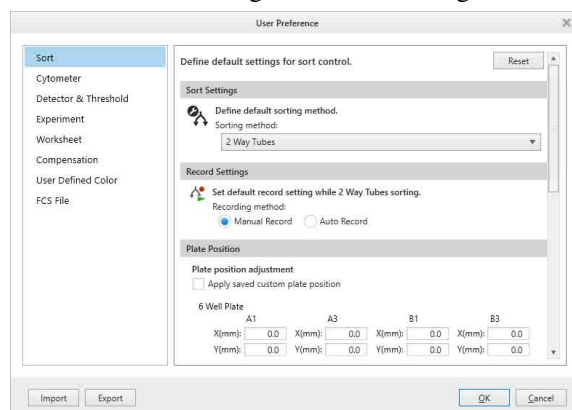 User Preference
Sort
Cytometer
Detector & Threshold
Experiment
Worksheet
Compensation
User Defined Color
FCS File
Define default settings for sort control.
Reset
Sort Settings
Define default sorting method.
Sorting method:
2 Way Tubes
Record Settings
Set default record setting while 2 Way Tubes sorting.
Recording method:
Manual Record Auto Record
Plate Position
Plate position adjustment
Apply saved custom plate position
6 Well Plate
A1 A3 B1 B3
X(mm): 0.0 X(mm): 0.0 X(mm): 0.0 X(mm): 0.0
Y(mm): 0.0 Y(mm): 0.0 Y(mm): 0.0 Y(mm): 0.0
Import Export OK Cancel